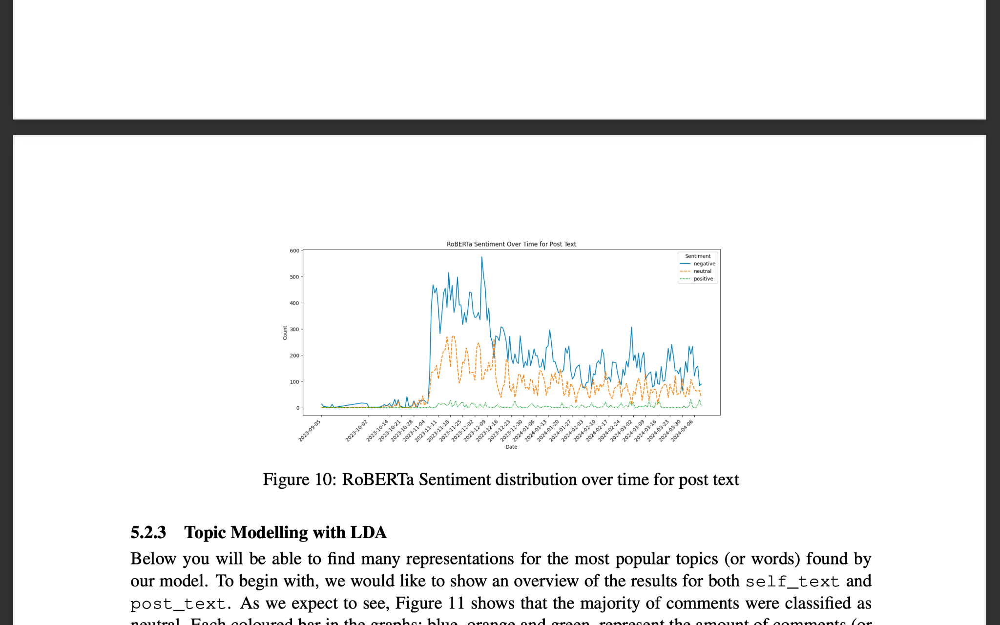 RoBERTa Sentiment Over Time for Post Text
600
500
400
300
200
100
0
Count
Sentiment
negative
neutral
positive
2023-09-05
2023-10-02
2023-10-14
2023-10-21
2023-10-28
2023-11-04
2023-11-11
2023-11-18
2023-11-25
2023-12-02
2023-12-09
2023-12-16
2023-12-23
2023-12-30
2024-01-06
2024-01-13
2024-01-20
2024-01-27
2024-02-03
2024-02-10
2024-02-17
2024-02-24
2024-03-02
2024-03-09
2024-03-16
2024-03-23
2024-03-30
2024-04-06
Date
Figure 10: RoBERTa Sentiment distribution over time for post text
5.2.3 Topic Modelling with LDA
Below you will be able to find many representations for the most popular topics (or words) found by
our model. To begin with, we would like to show an overview of the results for both self_text and
post_text. As we expect to see, Figure 11 shows that the majority of comments were classified as
neutral. Each coloured bar in the graphs: blue, orange and green, represent the amount of comments (or